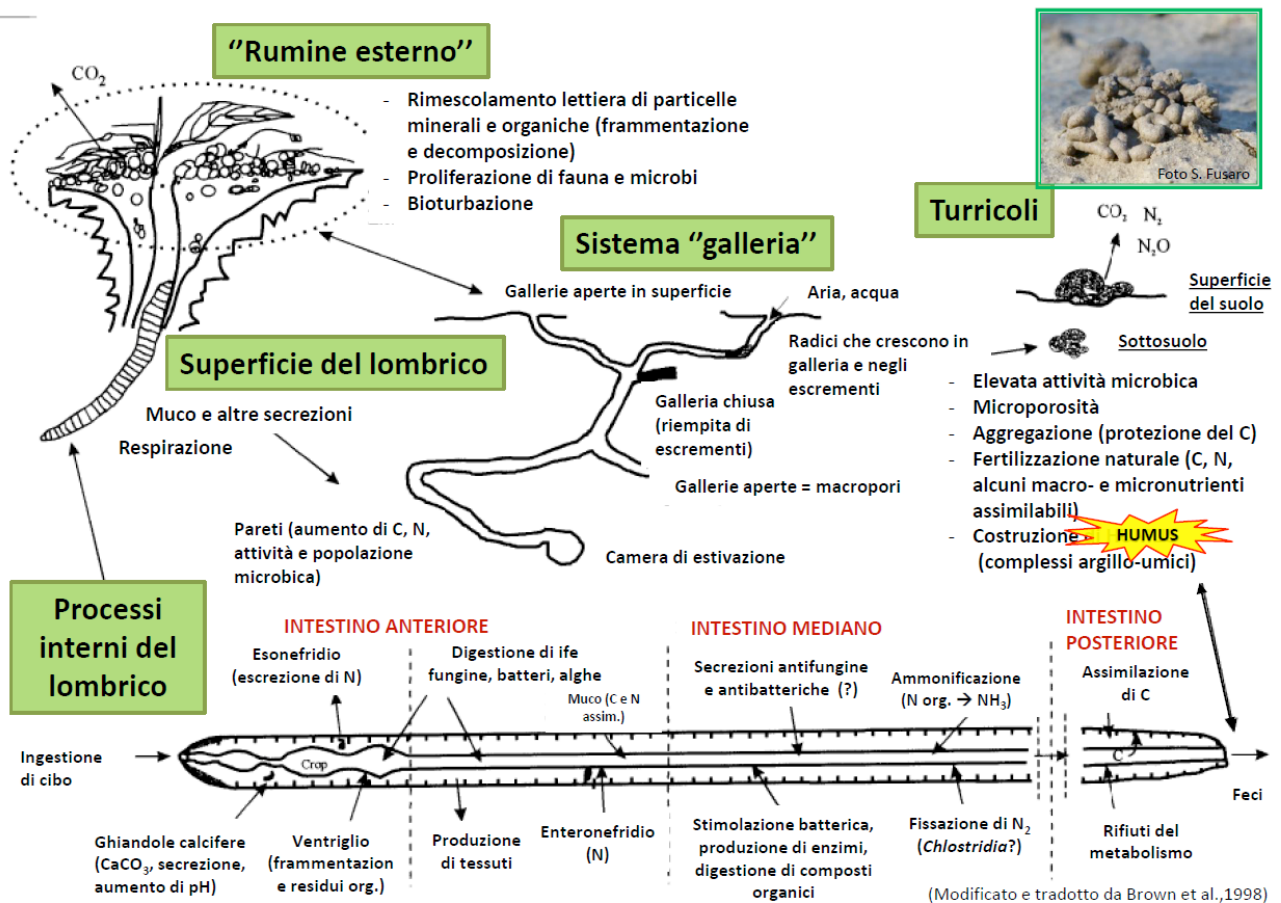 "Rumine esterno"
CO2
- Rimescolamento lettiera di particelle
minerali e organiche (frammentazione
e decomposizione)
- Proliferazione di fauna e microbi
- Bioturbazione
Foto S. Fusaro
Turricoli
CO2 N2
N2O
Superficie
del suolo
Sottosuolo
- Elevata attività microbica
- Microporosità
- Aggregazione (protezione del C)
- Fertilizzazione naturale (C, N,
alcuni macro- e micronutrienti
assimilabili)
- Costruzione HUMUS
(complessi argillo-umici)
Sistema "galleria"
Gallerie aperte in superficie
Aria, acqua
Radici che crescono in
galleria e negli
escrementi
Galleria chiusa
(riempita di
escrementi)
Gallerie aperte = macropori
Camera di estivazione
Superficie del lombrico
Muco e altre secrezioni
Respirazione
Pareti (aumento di C, N,
attività e popolazione
microbica)
Processi
interni del
lombrico
INTESTINO ANTERIORE
INTESTINO MEDIANO
INTESTINO
POSTERIORE
Esonefridio
(escrezione di N)
Digestione di ife
fungine, batteri, alghe
Muco (C e N
assim.)
Secrezioni antifungine
e antibatteriche (?)
Ammonificazione
(N org. → NH3)
Assimilazione
di C
Ingestione
di cibo
Crop
C
Feci
Ghiandole calcifere
(CaCO3, secrezione,
aumento di pH)
Ventriglio
(frammentazion
e residui org.)
Produzione
di tessuti
Enteronefridio
(N)
Stimolazione batterica,
produzione di enzimi,
digestione di composti
organici
Fissazione di N2
(Chlostridia?)
Rifiuti del
metabolismo
(Modificato e tradotto da Brown et al.,1998)